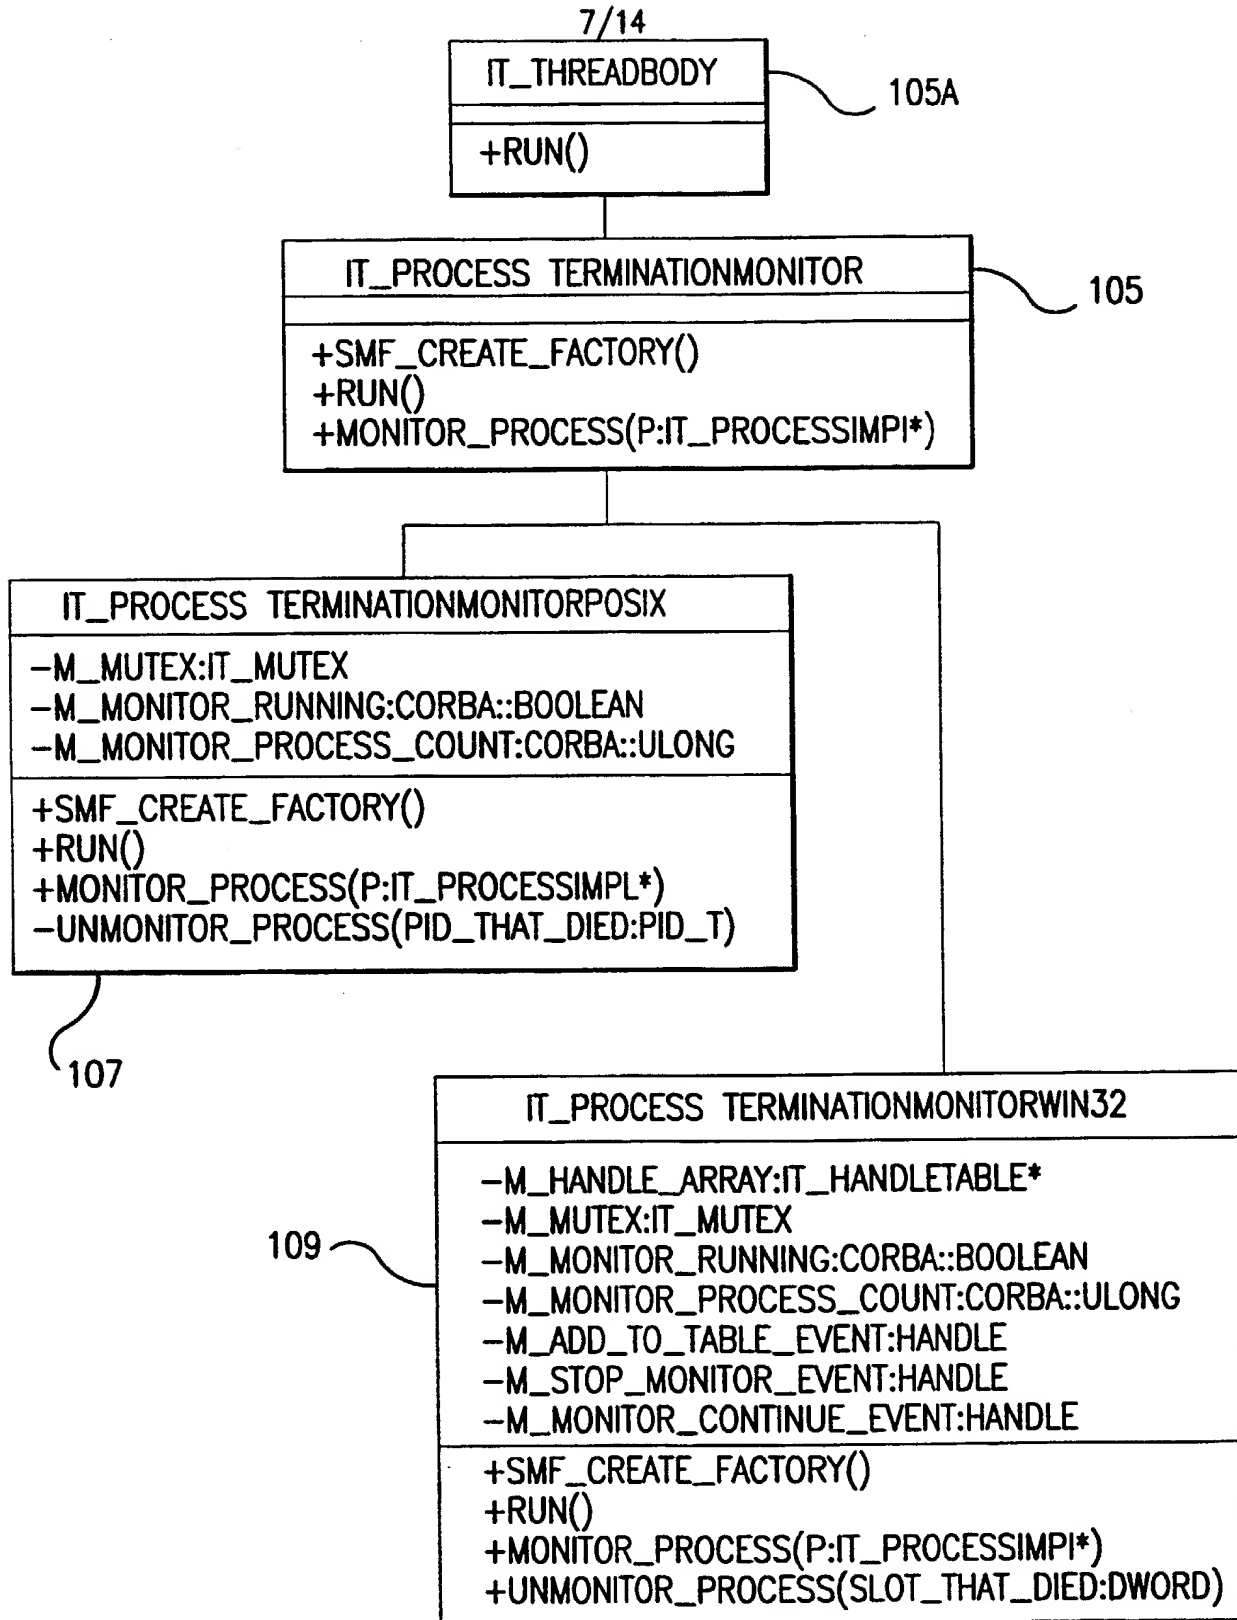 7/14
IT_THREADBODY
105A
+RUN()
IT_PROCESS TERMINATIONMONITOR
105
+SMF_CREATE_FACTORY()
+RUN()
+MONITOR_PROCESS(P:IT_PROCESSIMPI*)
IT_PROCESS TERMINATIONMONITORPOSIX
-M_MUTEX:IT_MUTEX
-M_MONITOR_RUNNING:CORBA::BOOLEAN
-M_MONITOR_PROCESS_COUNT:CORBA::ULONG
+SMF_CREATE_FACTORY()
+RUN()
+MONITOR_PROCESS(P:IT_PROCESSIMPL*)
-UNMONITOR_PROCESS(PID_THAT_DIED:PID_T)
107
IT_PROCESS TERMINATIONMONITORWIN32
-M_HANDLE_ARRAY:IT_HANDLETABLE*
-M_MUTEX:IT_MUTEX
109
-M_MONITOR_RUNNING:CORBA::BOOLEAN
-M_MONITOR_PROCESS_COUNT:CORBA::ULONG
-M_ADD_TO_TABLE_EVENT:HANDLE
-M_STOP_MONITOR_EVENT:HANDLE
-M_MONITOR_CONTINUE_EVENT:HANDLE
+SMF_CREATE_FACTORY()
+RUN()
+MONITOR_PROCESS(P:IT_PROCESSIMPI*)
+UNMONITOR_PROCESS(SLOT_THAT_DIED:DWORD)